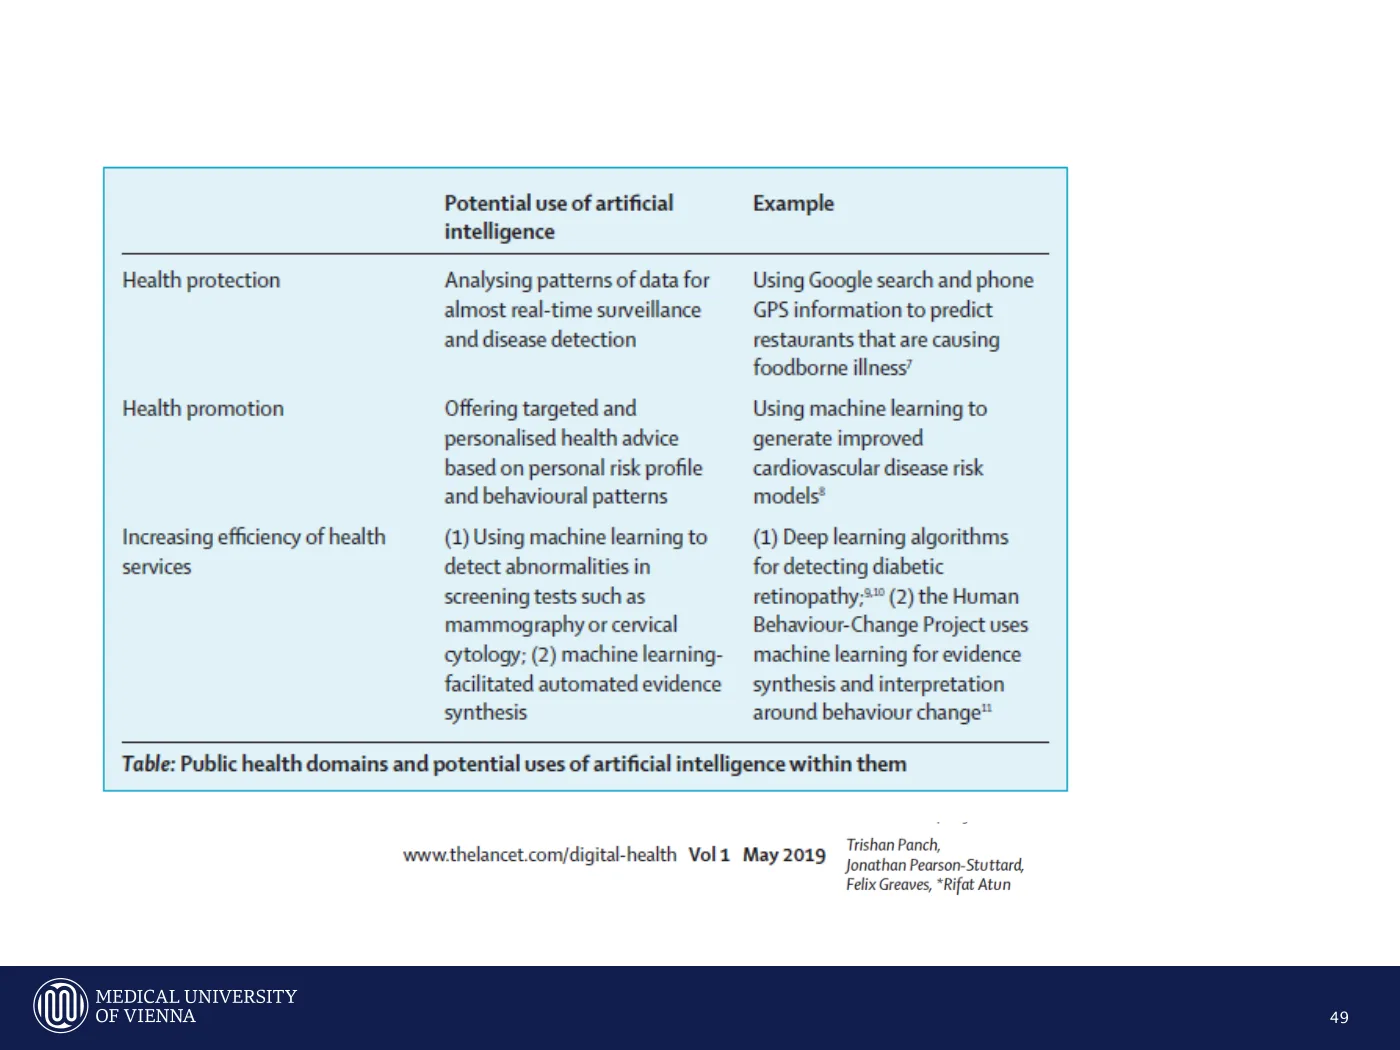 Potential use of artificial
intelligence
Example
Health protection
Analysing patterns of data for
almost real-time surveillance
and disease detection
Using Google search and phone
GPS information to predict
restaurants that are causing
foodborne illness⁷
Health promotion
Offering targeted and
personalised health advice
based on personal risk profile
and behavioural patterns
Using machine learning to
generate improved
cardiovascular disease risk
models⁸
Increasing efficiency of health
services
(1) Using machine learning to
detect abnormalities in
screening tests such as
mammography or cervical
cytology; (2) machine learning-
facilitated automated evidence
synthesis
(1) Deep learning algorithms
for detecting diabetic
retinopathy;⁹,¹⁰ (2) the Human
Behaviour-Change Project uses
machine learning for evidence
synthesis and interpretation
around behaviour change¹¹
Table: Public health domains and potential uses of artificial intelligence within them
www.thelancet.com/digital-health Vol 1 May 2019
Trishan Panch,
Jonathan Pearson-Stuttard,
Felix Greaves, *Rifat Atun
MEDICAL UNIVERSITY
OF VIENNA
49